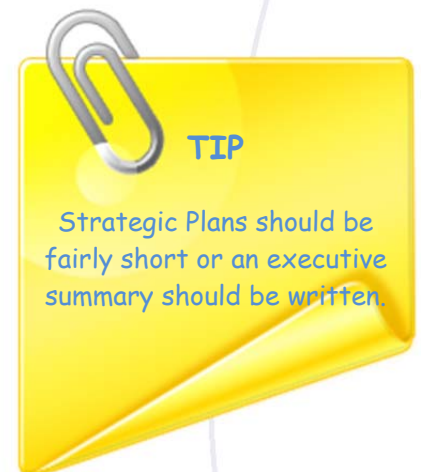 TIP
Strategic Plans should be
fairly short or an executive
summary should be written.